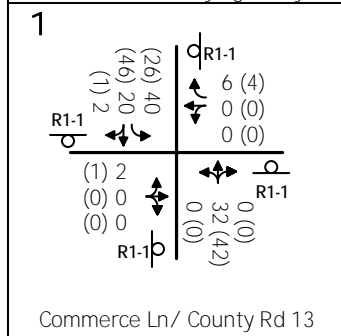 1
R1-1
(26) 40
(46) 20
(1) 2
6 (4)
0 (0)
0 (0)
R1-1
(1) 2
(0) 0
(0) 0
R1-1
R1-1
0 (0)
32 (42)
0 (0)
Commerce Ln/ County Rd 13